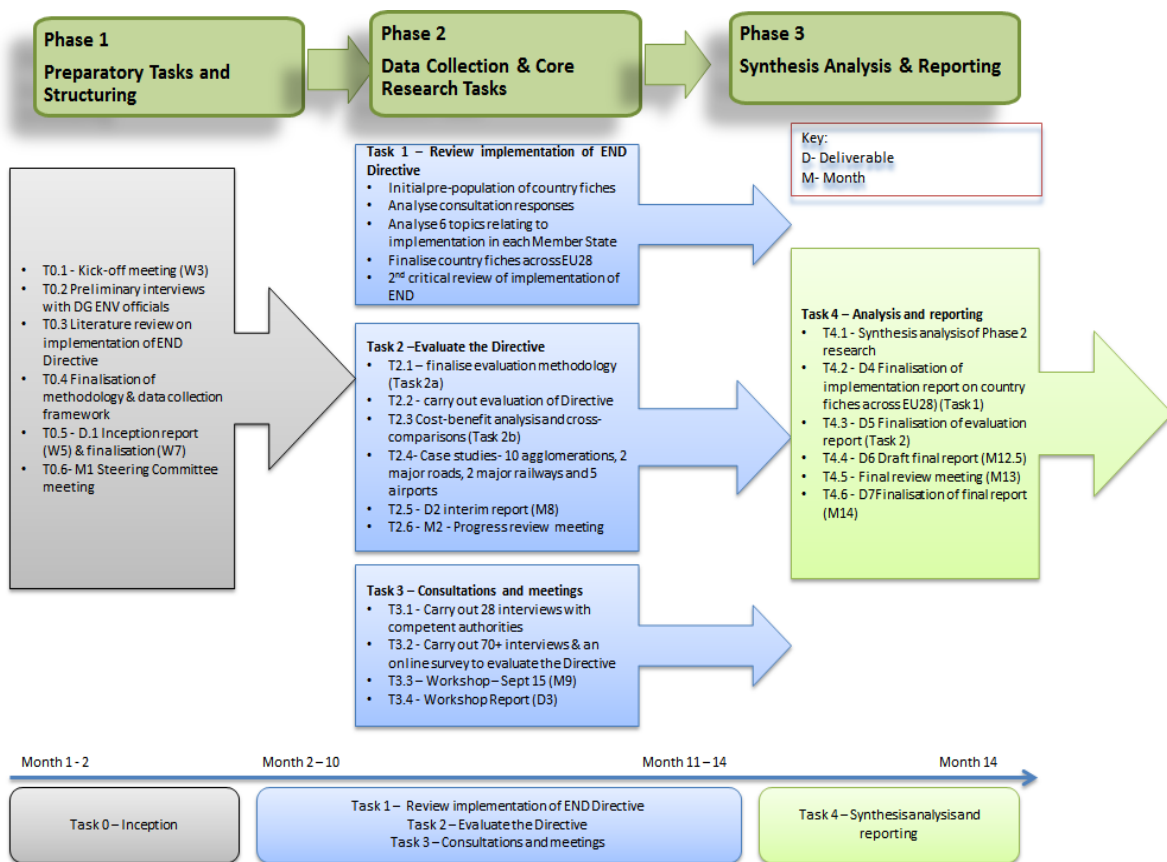 Phase 1
Preparatory Tasks and
Structuring
Phase 2
Data Collection & Core
Research Tasks
Phase 3
Synthesis Analysis & Reporting
Key:
D- Deliverable
M- Month
• T0.1 - Kick-off meeting (W3)
• T0.2 Preliminary interviews
with DG ENV officials
• T0.3 Literature review on
implementation of END
Directive
• T0.4 Finalisation of
methodology & data collection
framework
• T0.5 - D.1 Inception report
(W5) & finalisation (W7)
• T0.6- M1 Steering Committee
meeting
Task 1 – Review implementation of END
Directive
• Initial pre-population of country fiches
• Analyse consultation responses
• Analyse 6 topics relating to
implementation in each Member State
• Finalise country fiches across EU28
• 2nd critical review of implementation of
END
Task 2 –Evaluate the Directive
• T2.1 – finalise evaluation methodology
(Task 2a)
• T2.2 - carry out evaluation of Directive
• T2.3 Cost-benefit analysis and cross-
comparisons (Task 2b)
• T2.4- Case studies- 10 agglomerations, 2
major roads, 2 major railways and 5
airports
• T2.5 - D2 interim report (M8)
• T2.6 - M2 - Progress review meeting
Task 3 – Consultations and meetings
• T3.1 - Carry out 28 interviews with
competent authorities
• T3.2 - Carry out 70+ interviews & an
online survey to evaluate the Directive
• T3.3 – Workshop – Sept 15 (M9)
• T3.4 - Workshop Report (D3)
Task 4 – Analysis and reporting
• T4.1 - Synthesis analysis of Phase 2
research
• T4.2 - D4 Finalisation of
implementation report on country
fiches across EU28) (Task 1)
• T4.3 - D5 Finalisation of evaluation
report (Task 2)
• T4.4 - D6 Draft final report (M12.5)
• T4.5 - Final review meeting (M13)
• T4.6 - D7 Finalisation of final report
(M14)
Month 1 - 2
Month 2 – 10
Month 11 – 14
Month 14
Task 0 – Inception
Task 1 – Review implementation of END Directive
Task 2 – Evaluate the Directive
Task 3 – Consultations and meetings
Task 4 – Synthesis analysis and
reporting